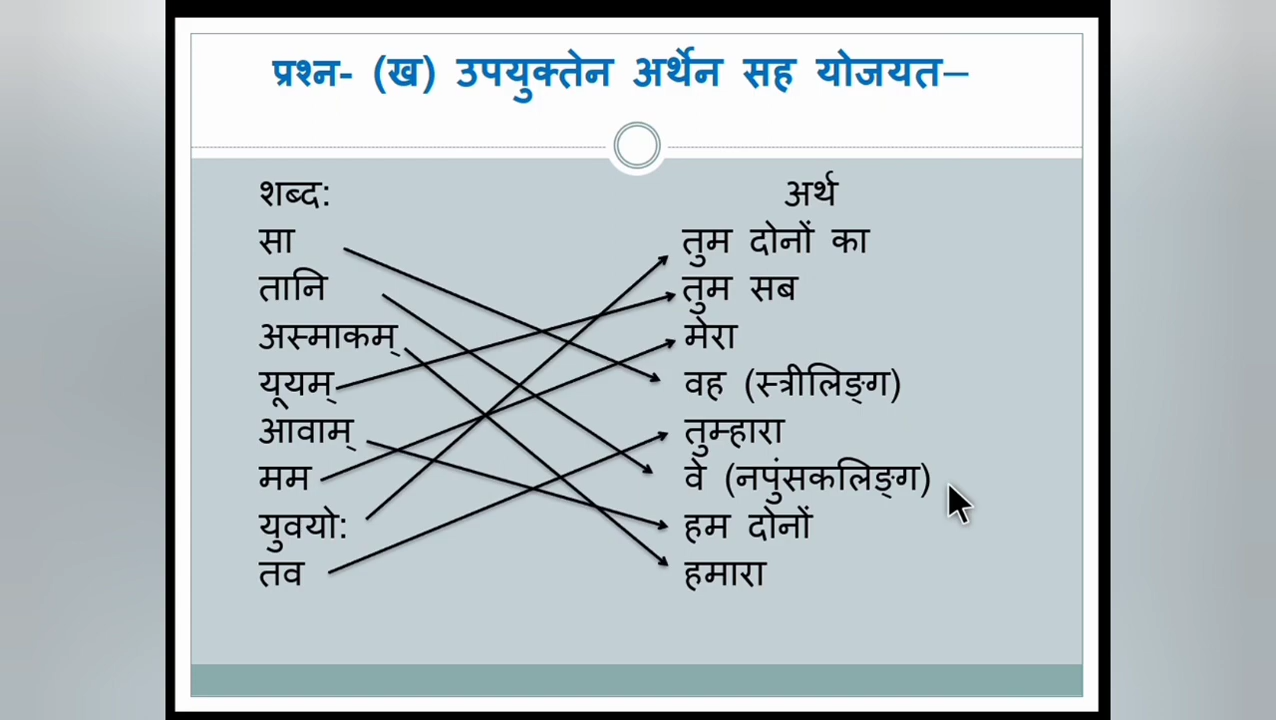 प्रश्न- (ख) उपयुक्तेन अर्थेन सह योजयत–
शब्द: अर्थ
सा तुम दोनों का
तानि तुम सब
अस्माकम् मेरा
यूयम् वह (स्त्रीलिङ्ग)
आवाम् तुम्हारा
मम वे (नपुंसकलिङ्ग)
युवयो: हम दोनों
तव हमारा